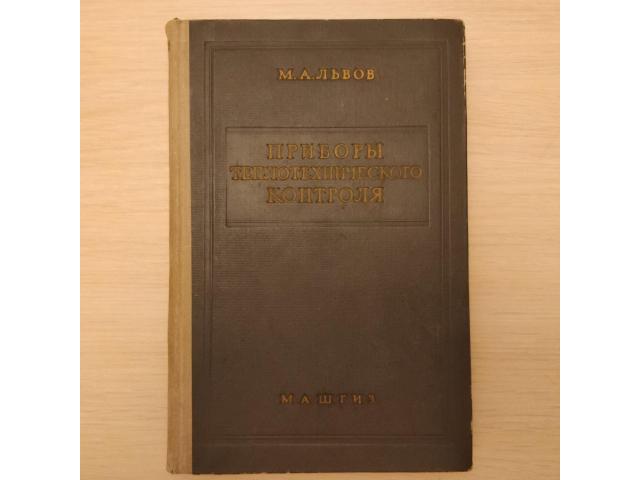 М. А. ЛЬВОВ
ПРИБОРЫ
ТЕПЛОТЕХНИЧЕСКОГО
КОНТРОЛЯ
МАШГИЗ